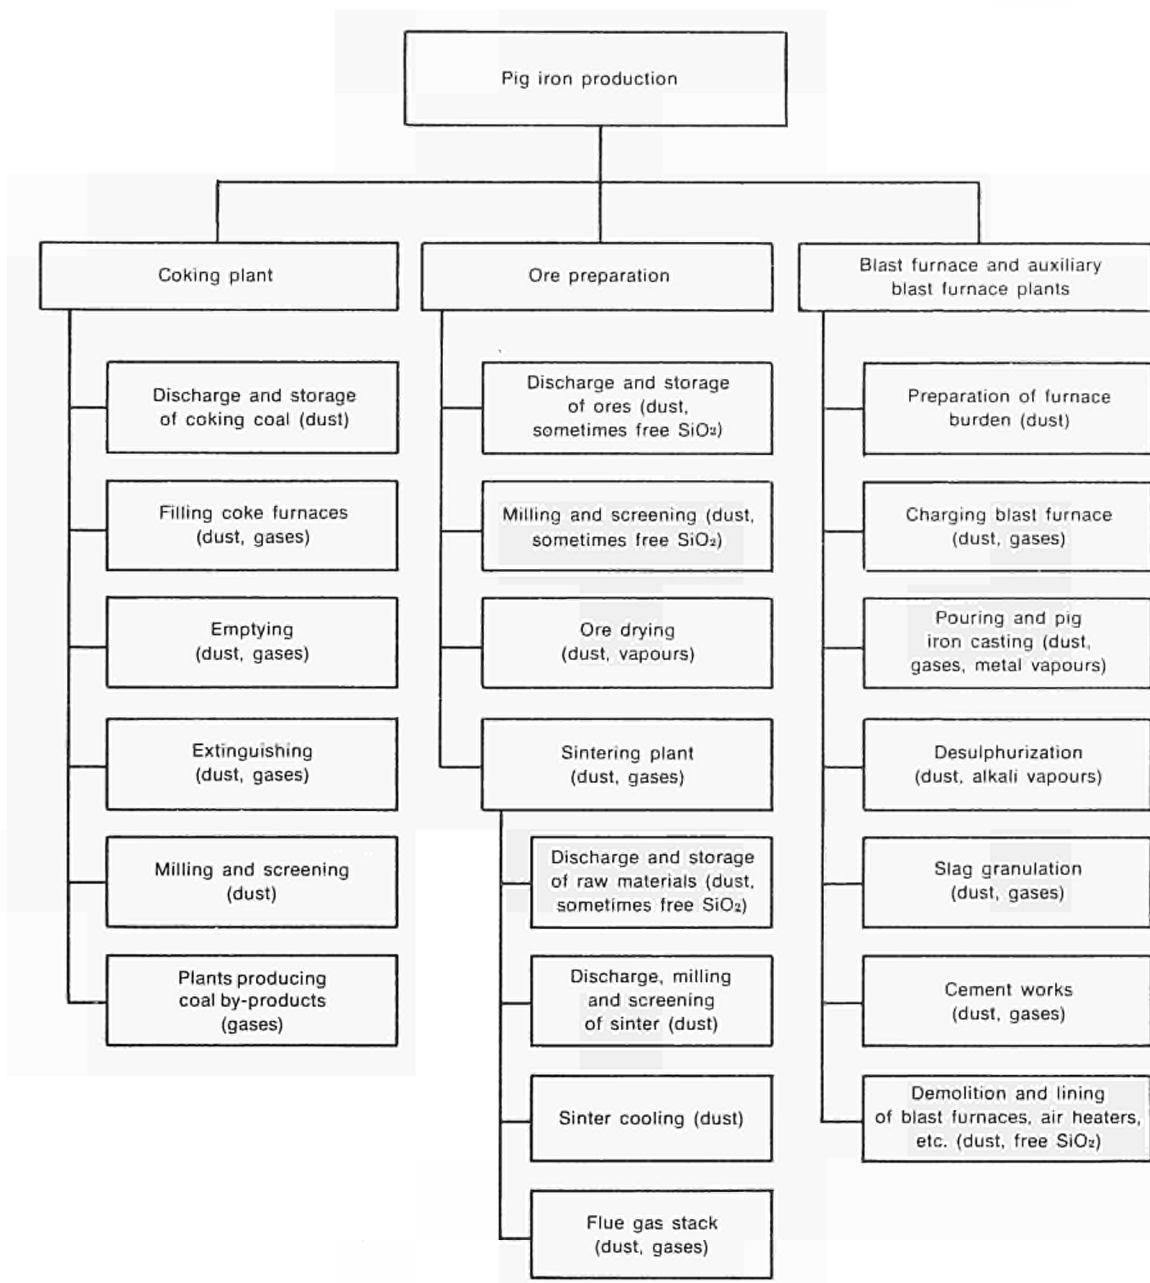 Pig iron production
Coking plant
Discharge and storage
of coking coal (dust)
Filling coke furnaces
(dust, gases)
Emptying
(dust, gases)
Extinguishing
(dust, gases)
Milling and screening
(dust)
Plants producing
coal by-products
(gases)
Ore preparation
Discharge and storage
of ores (dust,
sometimes free SiO₂)
Milling and screening (dust,
sometimes free SiO₂)
Ore drying
(dust, vapours)
Sintering plant
(dust, gases)
Discharge and storage
of raw materials (dust,
sometimes free SiO₂)
Discharge, milling
and screening
of sinter (dust)
Sinter cooling (dust)
Flue gas stack
(dust, gases)
Blast furnace and auxiliary
blast furnace plants
Preparation of furnace
burden (dust)
Charging blast furnace
(dust, gases)
Pouring and pig
iron casting (dust,
gases, metal vapours)
Desulphurization
(dust, alkali vapours)
Slag granulation
(dust, gases)
Cement works
(dust, gases)
Demolition and lining
of blast furnaces, air heaters,
etc. (dust, free SiO₂)